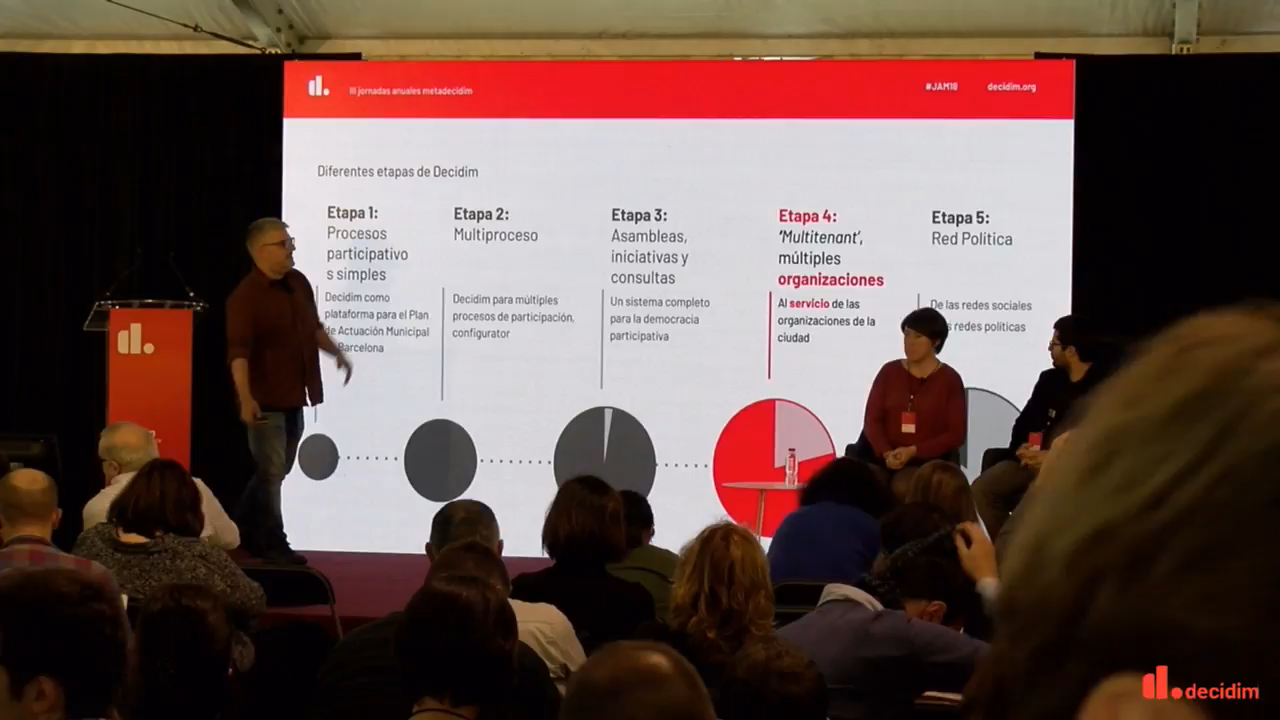 d.
III jornadas anuales metadecidim
#JAM18
decidim.org
Diferentes etapas de Decidim
Etapa 1:
Procesos
participativo
s simples
Decidim como
plataforma para el Plan
de Actuación Municipal
Barcelona
Etapa 2:
Multiproceso
Decidim para múltiples
procesos de participación,
configurator
Etapa 3:
Asambleas,
iniciativas y
consultas
Un sistema completo
para la democracia
participativa
Etapa 4:
‘Multitenant’,
múltiples
organizaciones
Al servicio de las
organizaciones de la
ciudad
Etapa 5:
Red Política
De las redes sociales
redes políticas
d.
d. decidim